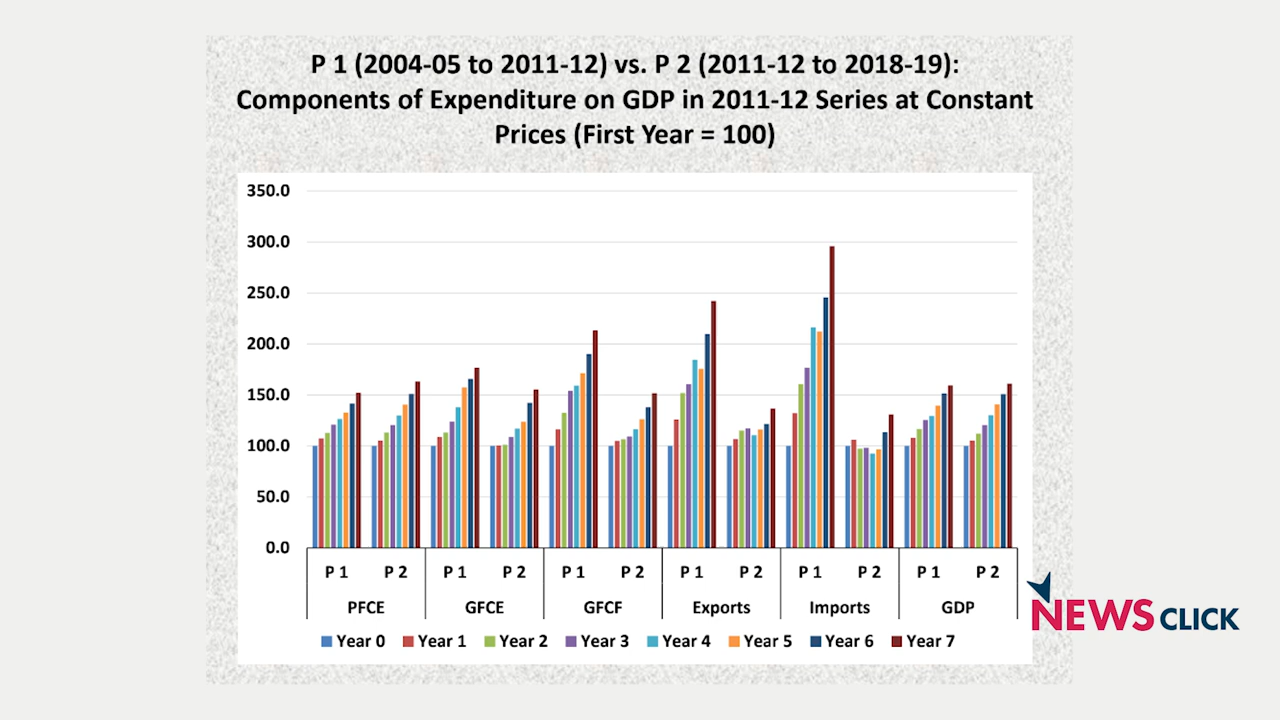 P 1 (2004-05 to 2011-12) vs. P 2 (2011-12 to 2018-19):
Components of Expenditure on GDP in 2011-12 Series at Constant
Prices (First Year = 100)
350.0
300.0
250.0
200.0
150.0
100.0
50.0
0.0
P 1 P 2 P 1 P 2 P 1 P 2 P 1 P 2 P 1 P 2 P 1 P 2
PFCE GFCE GFCF Exports Imports GDP
Year 0 Year 1 Year 2 Year 3 Year 4 Year 5 Year 6 Year 7
NEWS CLICK